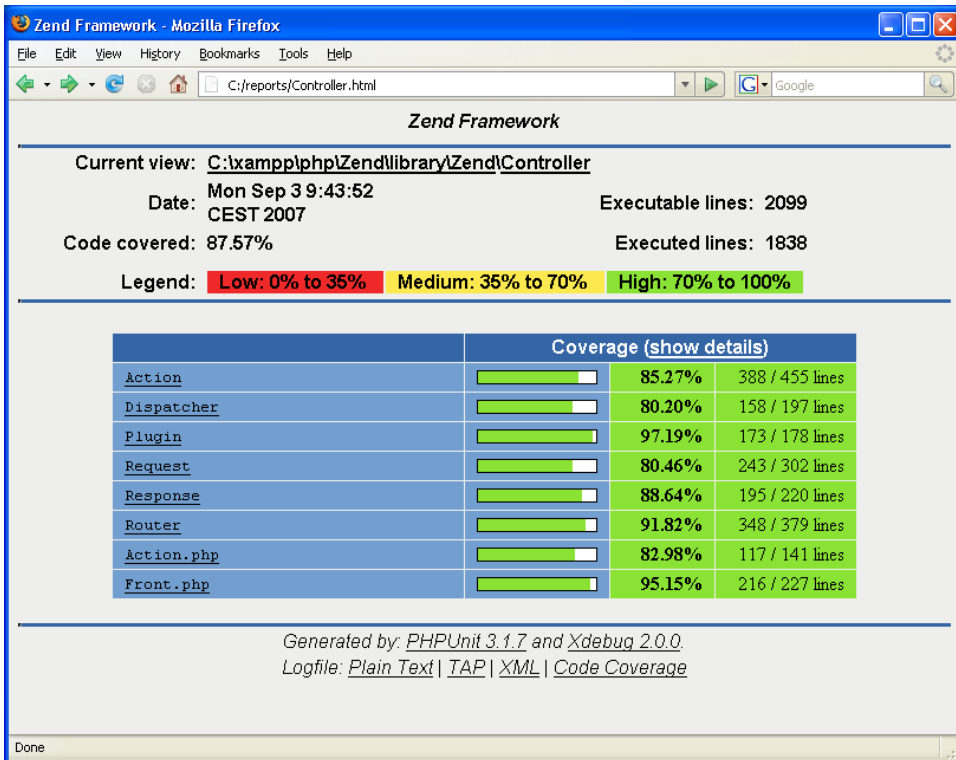 Zend Framework - Mozilla Firefox
File Edit View History Bookmarks Tools Help
C:/reports/Controller.html
G Google
Zend Framework
Current view: C:\xampp\php\Zend\library\Zend\Controller
Date: Mon Sep 3 9:43:52 CEST 2007
Executable lines: 2099
Code covered: 87.57%
Executed lines: 1838
Legend: Low: 0% to 35% Medium: 35% to 70% High: 70% to 100%
Coverage (show details)
Action 85.27% 388 / 455 lines
Dispatcher 80.20% 158 / 197 lines
Plugin 97.19% 173 / 178 lines
Request 80.46% 243 / 302 lines
Response 88.64% 195 / 220 lines
Router 91.82% 348 / 379 lines
Action.php 82.98% 117 / 141 lines
Front.php 95.15% 216 / 227 lines
Generated by: PHPUnit 3.1.7 and Xdebug 2.0.0.
Logfile: Plain Text | TAP | XML | Code Coverage
Done